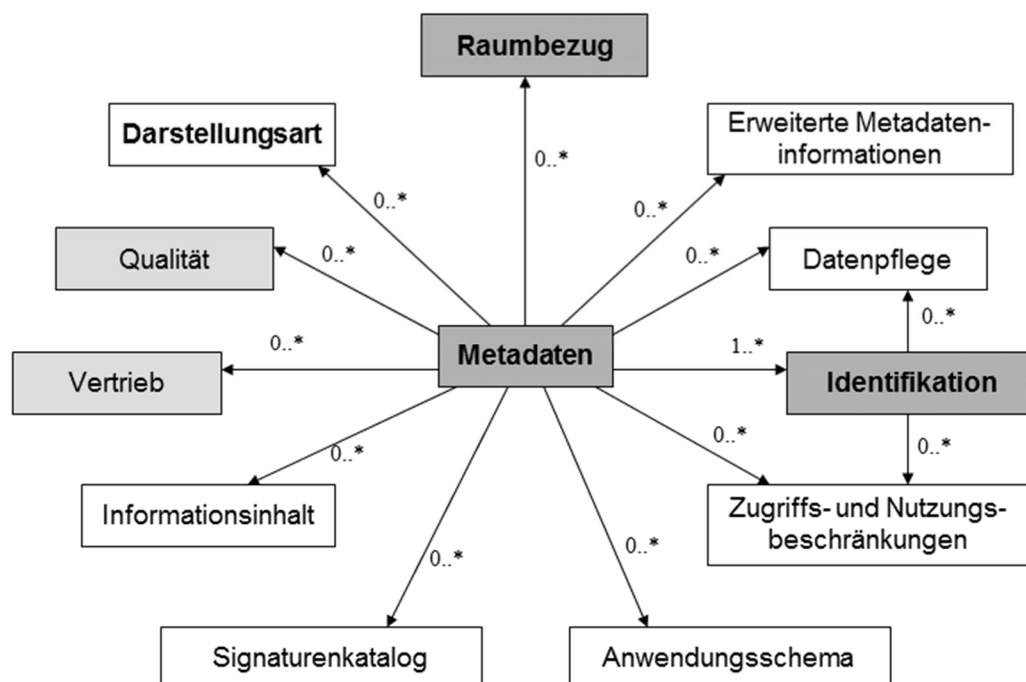 Raumbezug
Darstellungsart
Erweiterte Metadaten-
informationen
0..*
0..*
0..*
Qualität
0..*
0..*
Datenpflege
0..*
0..*
Metadaten
1..*
Vertrieb
Identifikation
0..*
0..*
0..*
Informationsinhalt
Zugriffs- und Nutzungs-
beschränkungen
0..*
0..*
Signaturenkatalog
Anwendungsschema